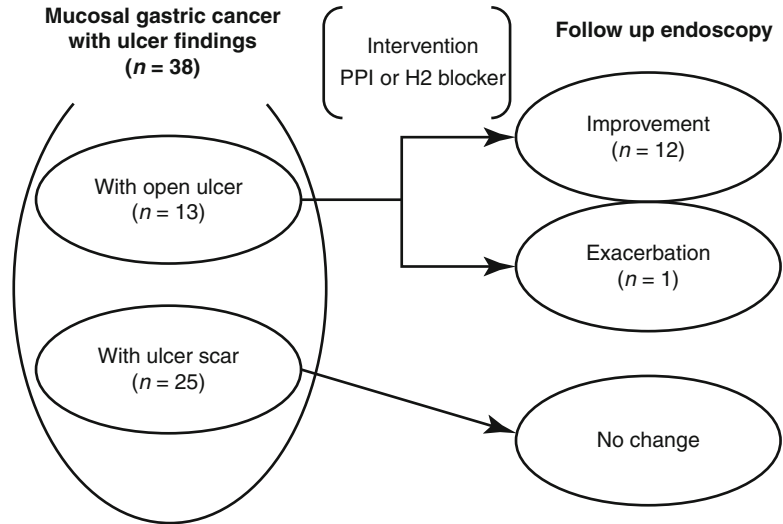 Mucosal gastric cancer
with ulcer findings
(n = 38)
Intervention
PPI or H2 blocker
Follow up endoscopy
With open ulcer
(n = 13)
Improvement
(n = 12)
Exacerbation
(n = 1)
With ulcer scar
(n = 25)
No change